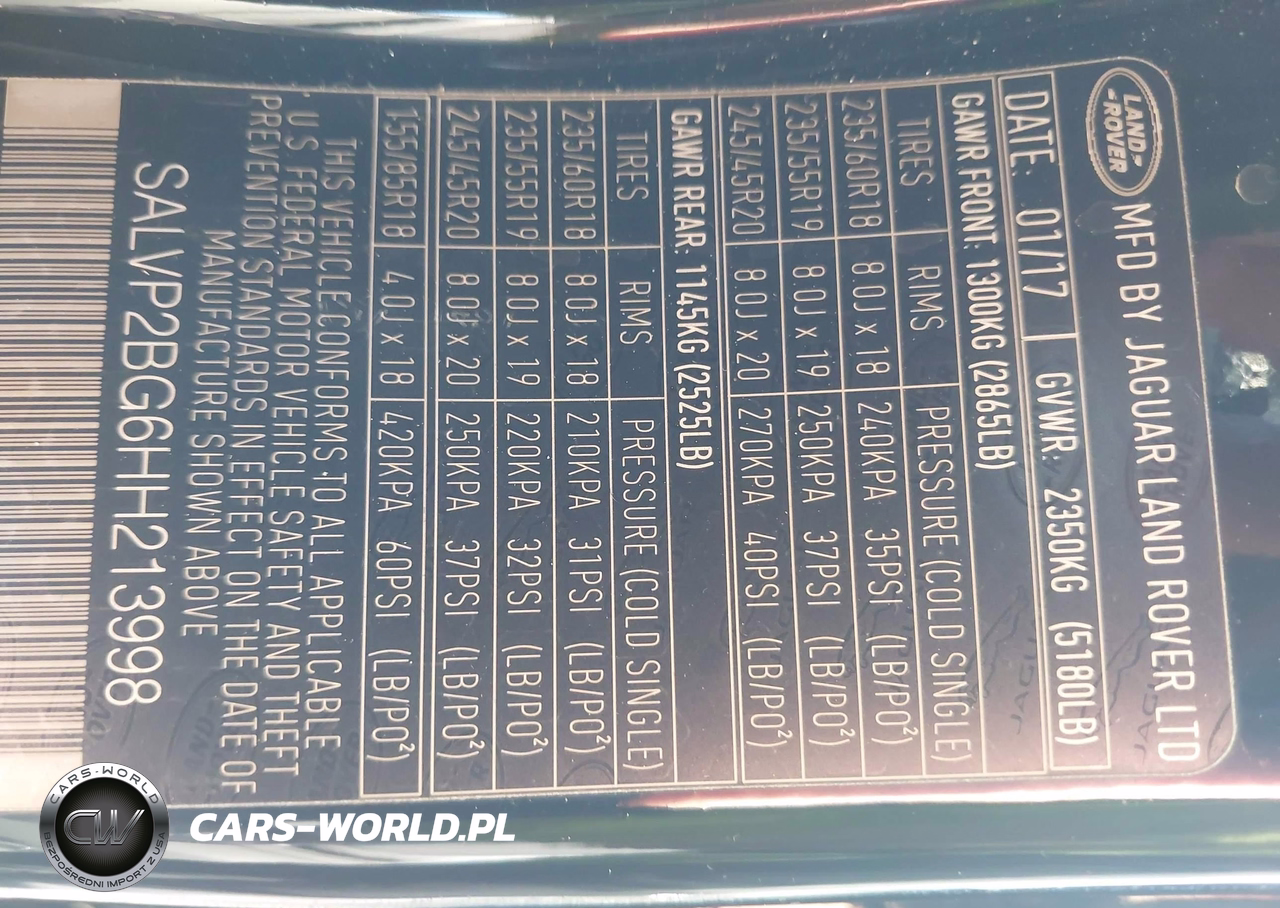 LAND-
-ROVER
MFD BY JAGUAR LAND ROVER LTD
DATE: 01/17 GVWR: 2350KG (5180LB)
GAWR FRONT: 1300KG (2865LB)
TIRES RIMS PRESSURE (COLD SINGLE)
235/60R18 8.0J x 18 240KPA 35PSI (LB/PO²)
235/55R19 8.0J x 19 250KPA 37PSI (LB/PO²)
245/45R20 8.0J x 20 270KPA 40PSI (LB/PO²)
GAWR REAR: 1145KG (2525LB)
TIRES RIMS PRESSURE (COLD SINGLE)
235/60R18 8.0J x 18 210KPA 31PSI (LB/PO²)
235/55R19 8.0J x 19 220KPA 32PSI (LB/PO²)
245/45R20 8.0J x 20 250KPA 37PSI (LB/PO²)
155/85R18 4.0J x 18 420KPA 60PSI (LB/PO²)
THIS VEHICLE CONFORMS TO ALL APPLICABLE
U.S. FEDERAL MOTOR VEHICLE SAFETY AND THEFT
PREVENTION STANDARDS IN EFFECT ON THE DATE OF
MANUFACTURE SHOWN ABOVE
SALVP2BG6HH213998
CARS-WORLD
CW
BEZPOŚREDNI IMPORT Z USA
CARS-WORLD.PL